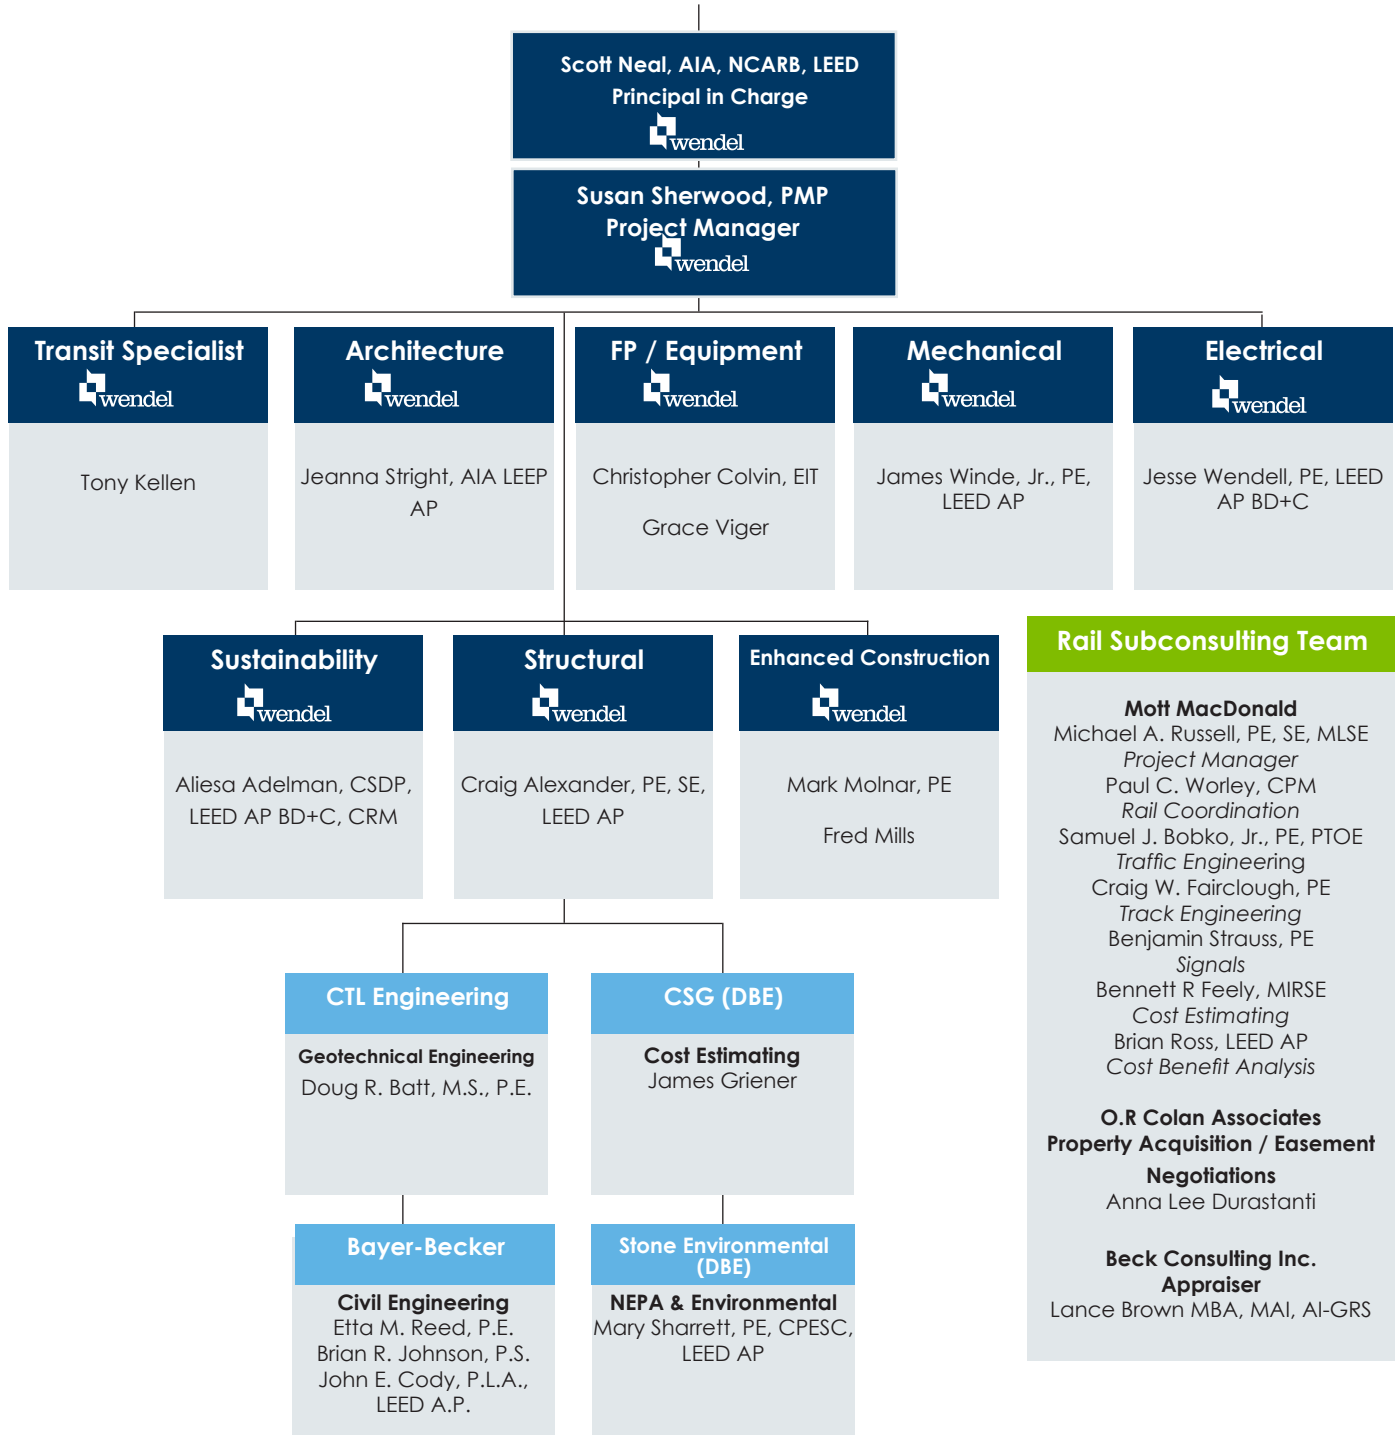 Scott Neal, AIA, NCARB, LEED
Principal in Charge
wendel
Susan Sherwood, PMP
Project Manager
wendel
Transit Specialist
wendel
Tony Kellen
Architecture
wendel
Jeanna Stright, AIA LEEP
AP
FP / Equipment
wendel
Christopher Colvin, EIT
Grace Viger
Mechanical
wendel
James Winde, Jr., PE,
LEED AP
Electrical
wendel
Jesse Wendell, PE, LEED
AP BD+C
Sustainability
wendel
Aliesa Adelman, CSDP,
LEED AP BD+C, CRM
Structural
wendel
Craig Alexander, PE, SE,
LEED AP
Enhanced Construction
wendel
Mark Molnar, PE
Fred Mills
CTL Engineering
Geotechnical Engineering
Doug R. Batt, M.S., P.E.
CSG (DBE)
Cost Estimating
James Griener
Bayer-Becker
Civil Engineering
Etta M. Reed, P.E.
Brian R. Johnson, P.S.
John E. Cody, P.L.A.,
LEED A.P.
Stone Environmental
(DBE)
NEPA & Environmental
Mary Sharrett, PE, CPESC,
LEED AP
Rail Subconsulting Team
Mott MacDonald
Michael A. Russell, PE, SE, MLSE
Project Manager
Paul C. Worley, CPM
Rail Coordination
Samuel J. Bobko, Jr., PE, PTOE
Traffic Engineering
Craig W. Fairclough, PE
Track Engineering
Benjamin Strauss, PE
Signals
Bennett R Feely, MIRSE
Cost Estimating
Brian Ross, LEED AP
Cost Benefit Analysis
O.R Colan Associates
Property Acquisition / Easement
Negotiations
Anna Lee Durastanti
Beck Consulting Inc.
Appraiser
Lance Brown MBA, MAI, AI-GRS